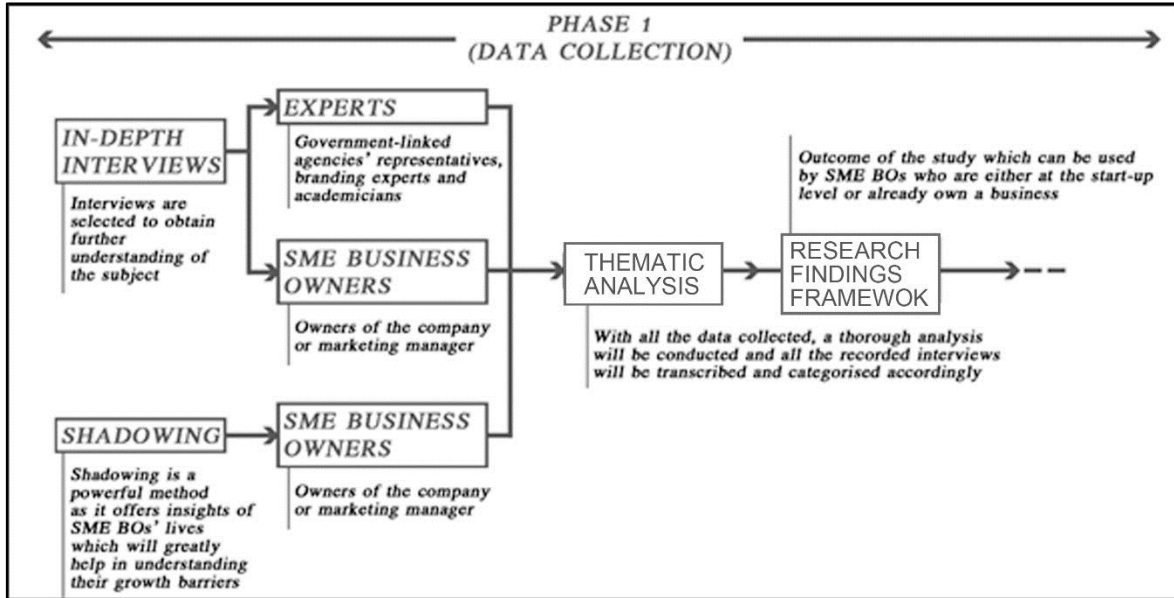 PHASE 1
(DATA COLLECTION)
IN-DEPTH
INTERVIEWS
Interviews are
selected to obtain
further
understanding of
the subject
EXPERTS
Government-linked
agencies' representatives,
branding experts and
academicians
SME BUSINESS
OWNERS
Owners of the company
or marketing manager
SHADOWING
Shadowing is a
powerful method
as it offers insights of
SME BOs' lives
which will greatly
help in understanding
their growth barriers
SME BUSINESS
OWNERS
Owners of the company
or marketing manager
THEMATIC
ANALYSIS
With all the data collected, a thorough analysis
will be conducted and all the recorded interviews
will be transcribed and categorised accordingly
Outcome of the study which can be used
by SME BOs who are either at the start-up
level or already own a business
RESEARCH
FINDINGS
FRAMEWOK